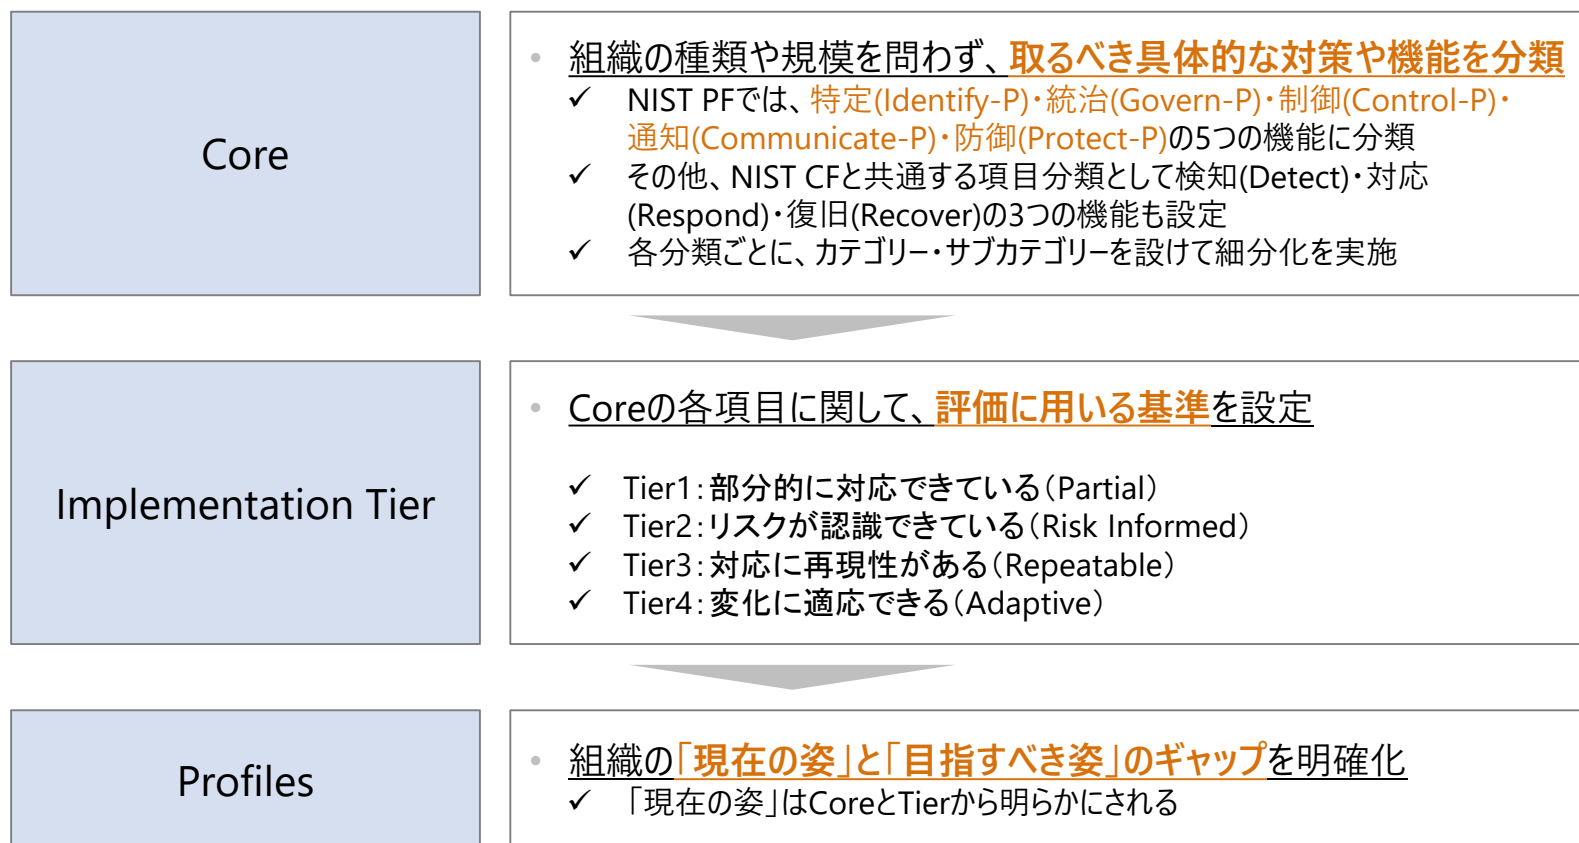 Core
• 組織の種類や規模を問わず、取るべき具体的な対策や機能を分類
✓ NIST PFでは、特定(Identify-P)・統治(Govern-P)・制御(Control-P)・
通知(Communicate-P)・防御(Protect-P)の5つの機能に分類
✓ その他、NIST CFと共通する項目分類として検知(Detect)・対応
(Respond)・復旧(Recover)の3つの機能も設定
✓ 各分類ごとに、カテゴリー・サブカテゴリーを設けて細分化を実施
Implementation Tier
• Coreの各項目に関して、評価に用いる基準を設定
✓ Tier1：部分的に対応できている（Partial）
✓ Tier2：リスクが認識できている（Risk Informed）
✓ Tier3：対応に再現性がある（Repeatable）
✓ Tier4：変化に適応できる（Adaptive）
Profiles
• 組織の「現在の姿」と「目指すべき姿」のギャップを明確化
✓ 「現在の姿」はCoreとTierから明らかにされる